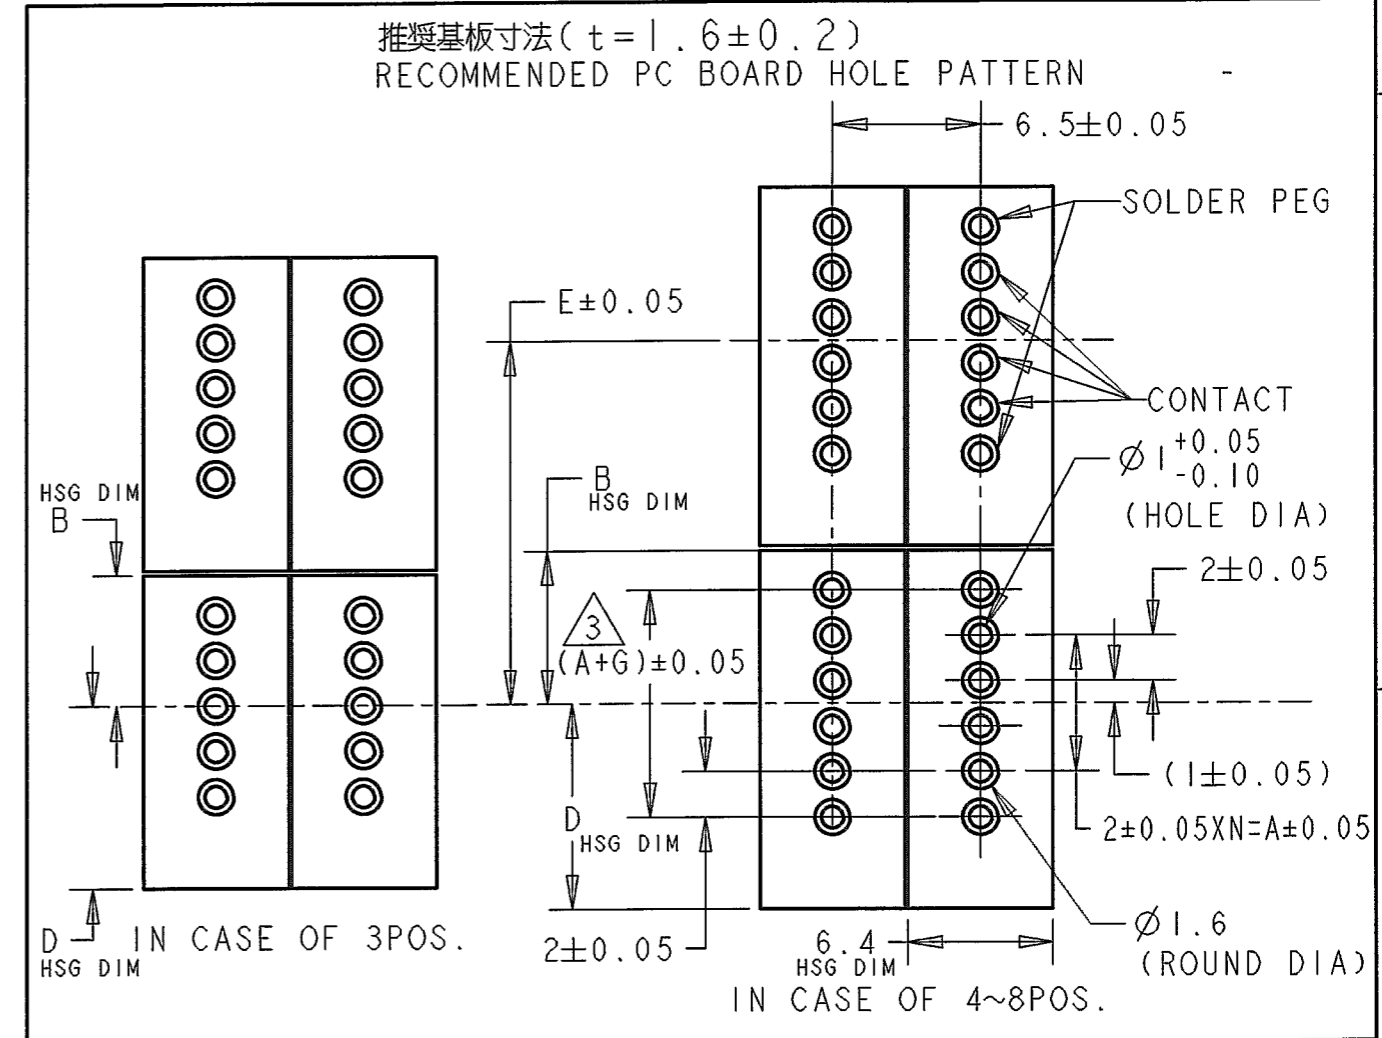 推奨基板寸法(t=1.6±0.2)
RECOMMENDED PC BOARD HOLE PATTERN
6.5±0.05
SOLDER PEG
E±0.05
CONTACT
Ø1 +0.05
-0.10
(HOLE DIA)
HSG DIM
B
B
HSG DIM
2±0.05
3
(A+G)±0.05
(1±0.05)
D
HSG DIM
2±0.05XN=A±0.05
D
HSG DIM
IN CASE OF 3POS.
2±0.05
6.4
HSG DIM
Ø1.6
(ROUND DIA)
IN CASE OF 4~8POS.